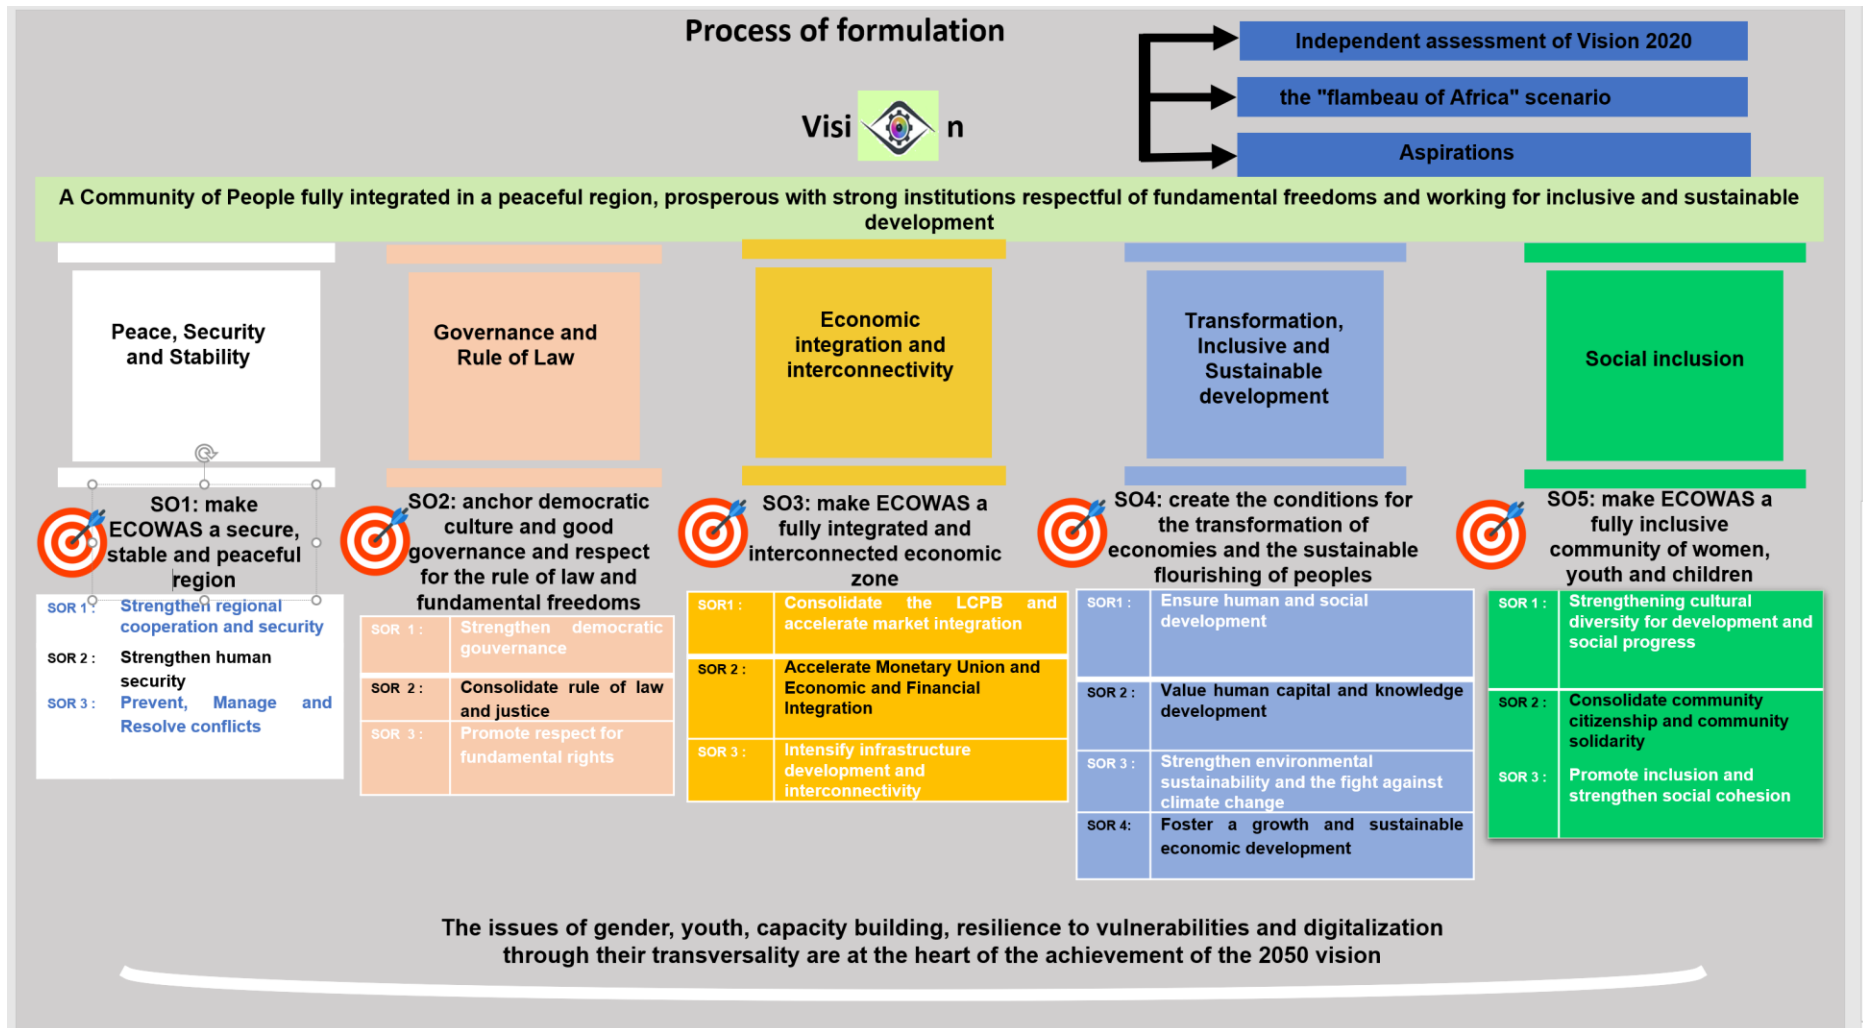 Process of formulation
Independent assessment of Vision 2020
the "flambeau of Africa" scenario
Visi n
Aspirations
A Community of People fully integrated in a peaceful region, prosperous with strong institutions respectful of fundamental freedoms and working for inclusive and sustainable
development
Peace, Security
and Stability
Governance and
Rule of Law
Economic
integration and
interconnectivity
Transformation,
Inclusive and
Sustainable
development
Social inclusion
SO1: make
ECOWAS a secure,
stable and peaceful
region
SOR 1 : Strengthen regional
cooperation and security
SOR 2 : Strengthen human
security
SOR 3 : Prevent, Manage and
Resolve conflicts
SO2: anchor democratic
culture and good
governance and respect
for the rule of law and
fundamental freedoms
SOR 1 : Strengthen democratic
gouvernance
SOR 2 : Consolidate rule of law
and justice
SOR 3 : Promote respect for
fundamental rights
SO3: make ECOWAS a
fully integrated and
interconnected economic
zone
SOR1 : Consolidate the LCPB and
accelerate market integration
SOR 2 : Accelerate Monetary Union and
Economic and Financial
Integration
SOR 3 : Intensify infrastructure
development and
interconnectivity
SO4: create the conditions for
the transformation of
economies and the sustainable
flourishing of peoples
SOR1 : Ensure human and social
development
SOR 2 : Value human capital and knowledge
development
SOR 3 : Strengthen environmental
sustainability and the fight against
climate change
SOR 4: Foster a growth and sustainable
economic development
SO5: make ECOWAS a
fully inclusive
community of women,
youth and children
SOR 1 : Strengthening cultural
diversity for development and
social progress
SOR 2 : Consolidate community
citizenship and community
solidarity
SOR 3 : Promote inclusion and
strengthen social cohesion
The issues of gender, youth, capacity building, resilience to vulnerabilities and digitalization
through their transversality are at the heart of the achievement of the 2050 vision